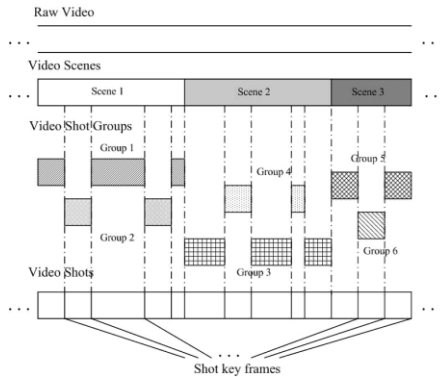 Raw Video
. . .
. .
Video Scenes
. . .
Scene 1
Scene 2
Scene 3
. .
Video Shot Groups
Group 1
Group 4
Group 5
Group 2
Group 3
Group 6
Video Shots
. . .
. .
. . .
Shot key frames